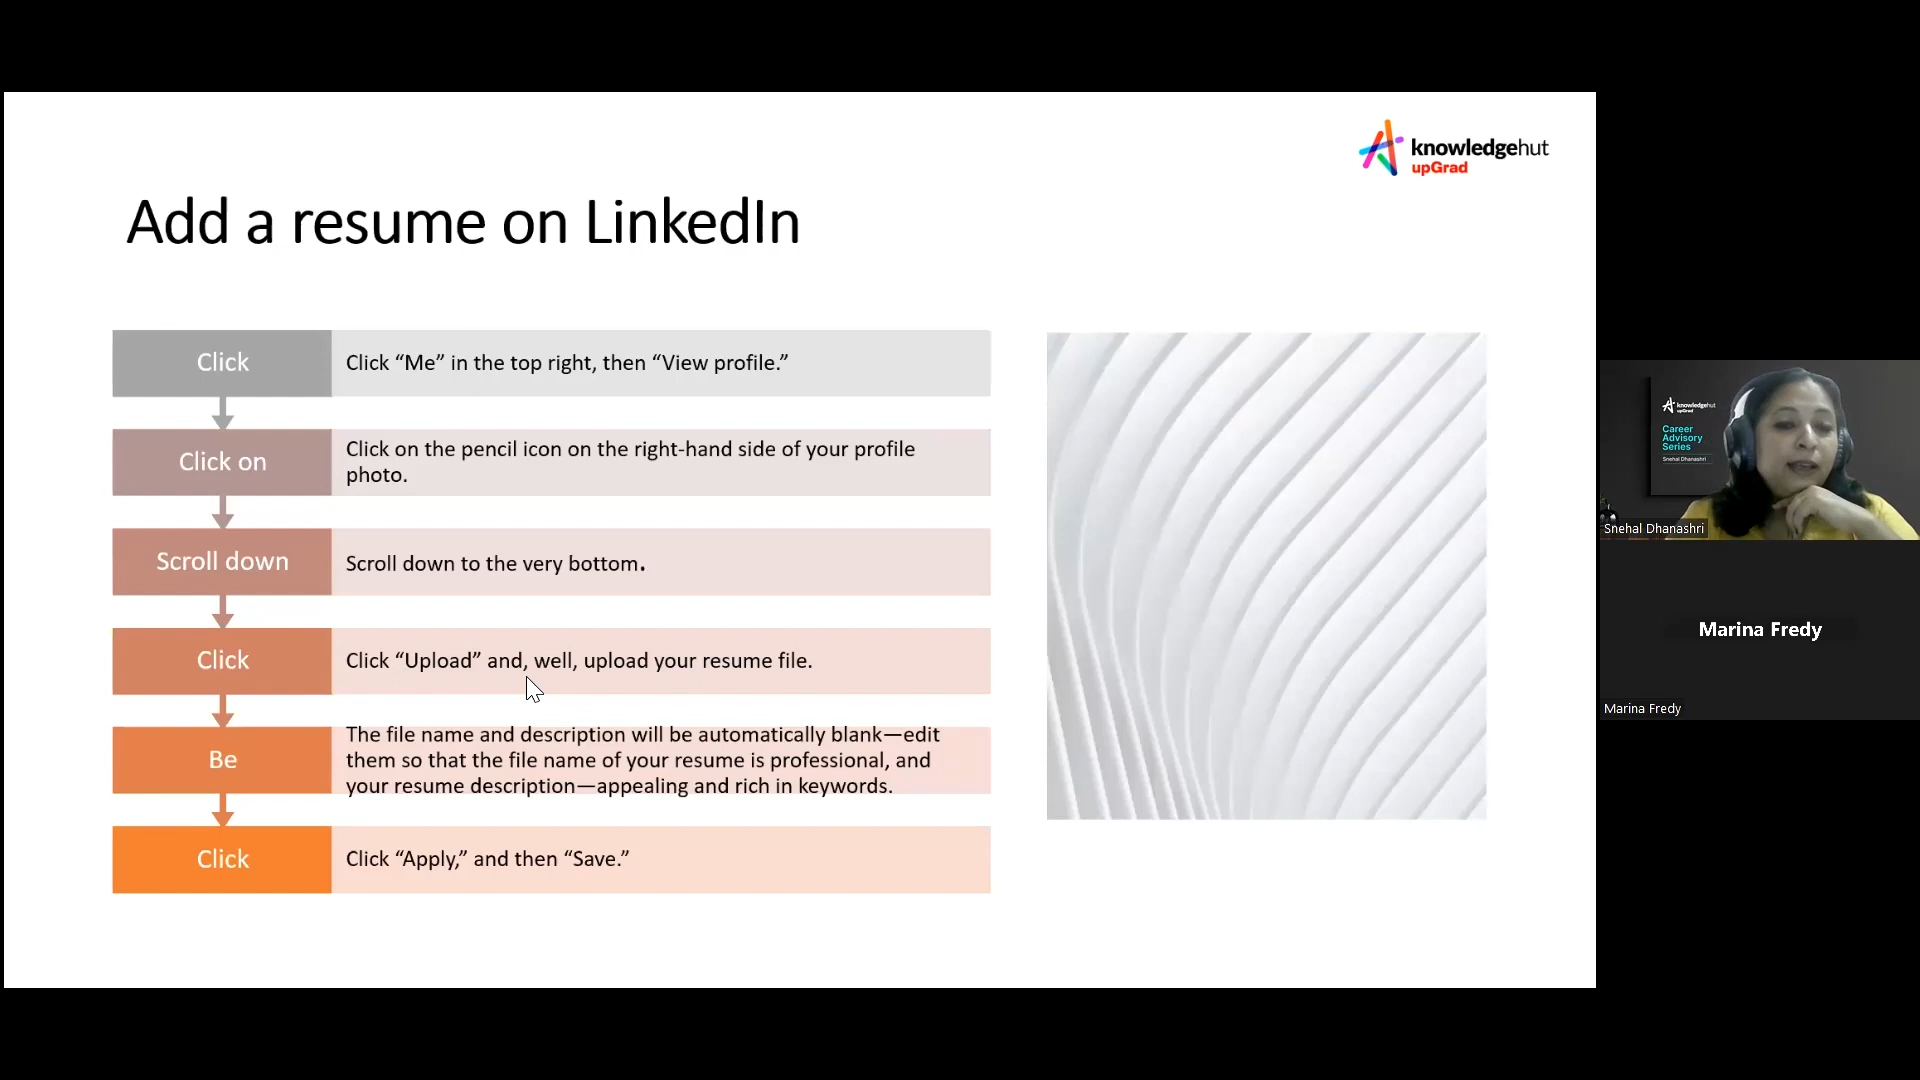 knowledgehut
upGrad
Add a resume on LinkedIn
Click
Click “Me” in the top right, then “View profile.”
Click on
Click on the pencil icon on the right-hand side of your profile
photo.
Scroll down
Scroll down to the very bottom.
Click
Click “Upload” and, well, upload your resume file.
Be
The file name and description will be automatically blank—edit
them so that the file name of your resume is professional, and
your resume description—appealing and rich in keywords.
Click
Click “Apply,” and then “Save.”
knowledgehut
upGrad
Career
Advisory
Series
Snehal Dhanashri
Snehal Dhanashri
Marina Fredy
Marina Fredy